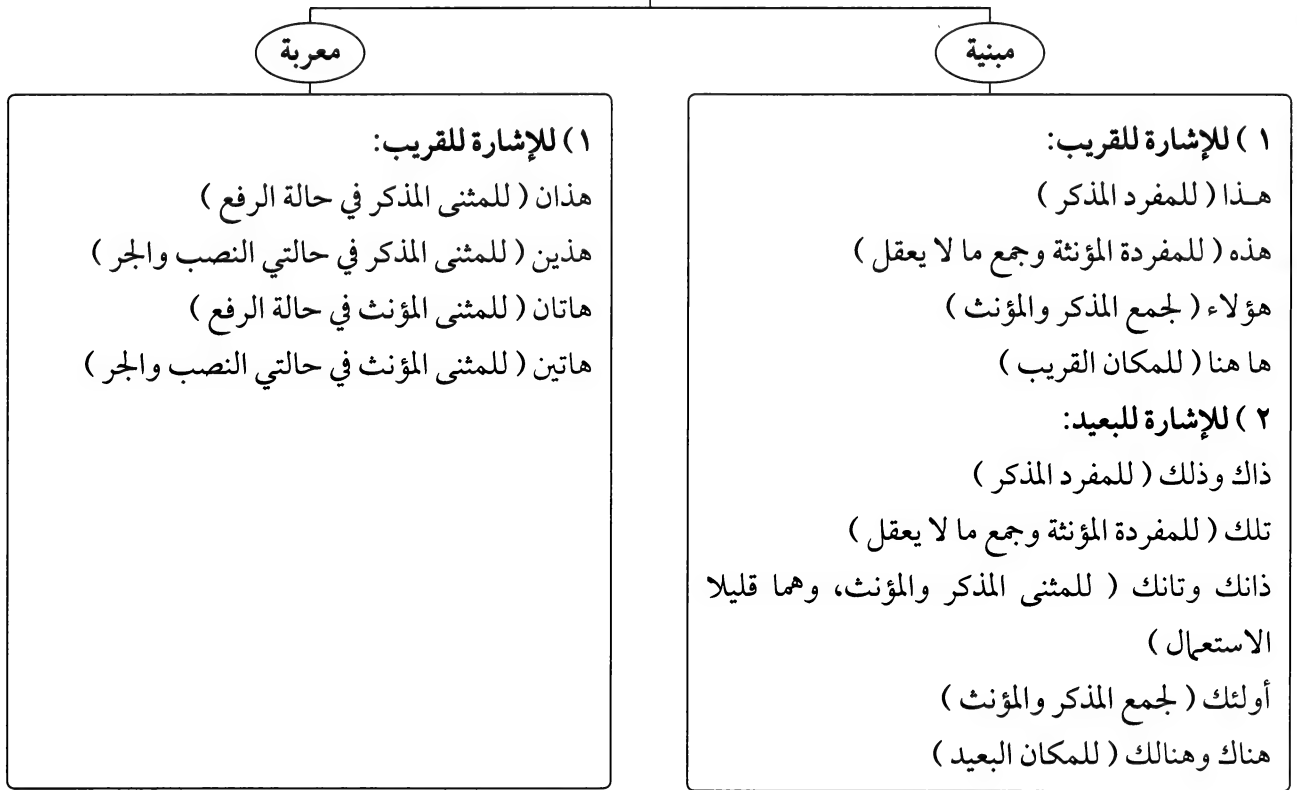 مبنية
١ ) للإشارة للقريب:
هـذا ( للمفرد المذكر )
هذه ( للمفردة المؤنثة وجمع ما لا يعقل )
هؤلاء ( لجمع المذكر والمؤنث )
ها هنا ( للمكان القريب )
٢ ) للإشارة للبعيد:
ذاك وذلك ( للمفرد المذكر )
تلك ( للمفردة المؤنثة وجمع ما لا يعقل )
ذانك وتانك ( للمثنى المذكر والمؤنث، وهما قليلا
الاستعمال )
أولئك ( لجمع المذكر والمؤنث )
هناك وهنالك ( للمكان البعيد )
معربة
١) للإشارة للقريب:
هذان ( للمثنى المذكر في حالة الرفع )
هذين ( للمثنى المذكر في حالتي النصب والجر )
هاتان ( للمثنى المؤنث في حالة الرفع )
هاتين ( للمثنى المؤنث في حالتي النصب والجر )